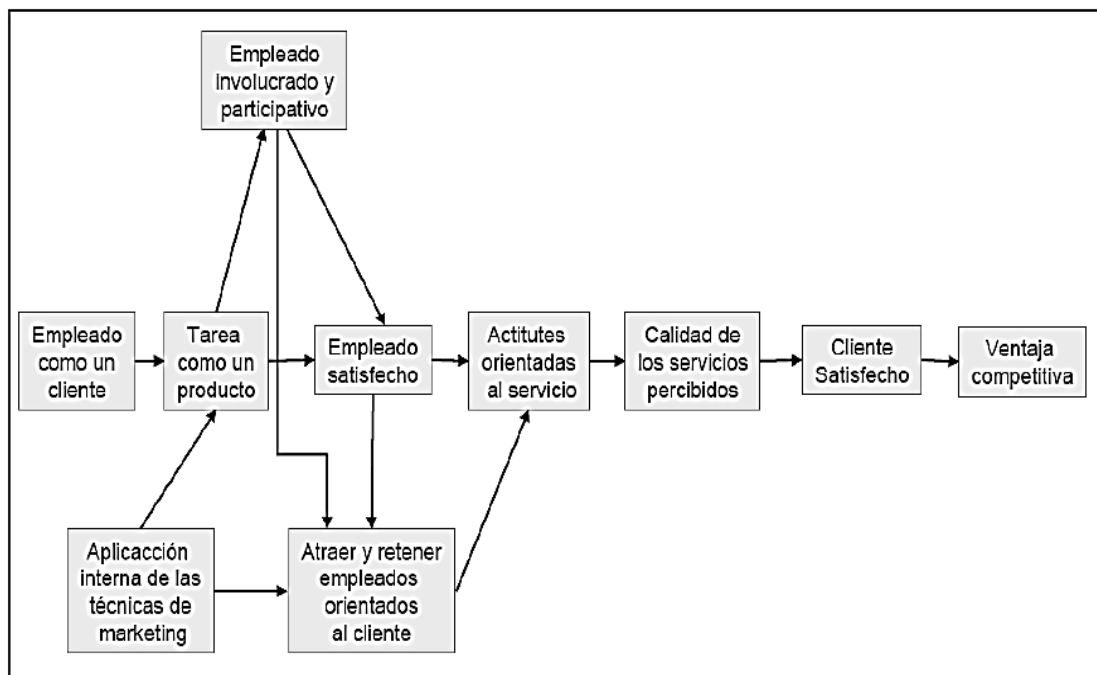 Empleado
involucrado y
participativo
Empleado
como un
cliente
Tarea
como un
producto
Empleado
satisfecho
Actitutes
orientadas
al servicio
Calidad de
los servicios
percibidos
Cliente
Satisfecho
Ventaja
competitiva
Aplicacción
interna de las
técnicas de
marketing
Atraer y retener
empleados
orientados
al cliente